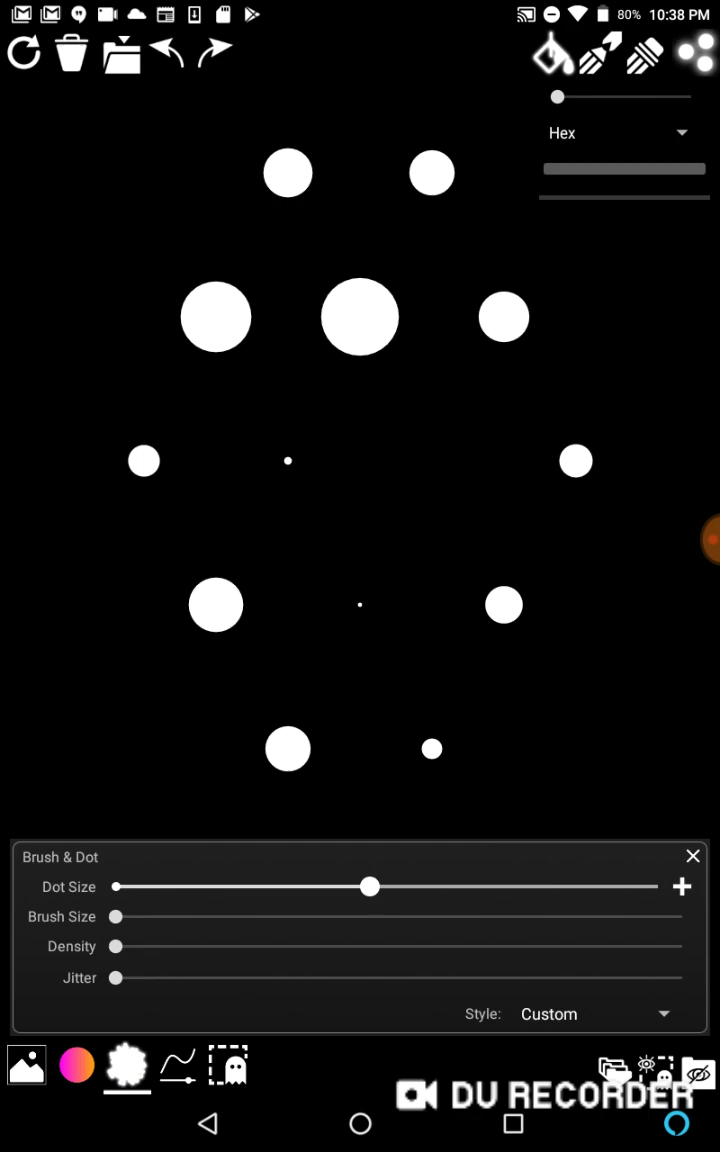 80% 10:38 PM
Hex
Brush & Dot
Dot Size
Brush Size
Density
Jitter
Style: Custom
DU RECORDER